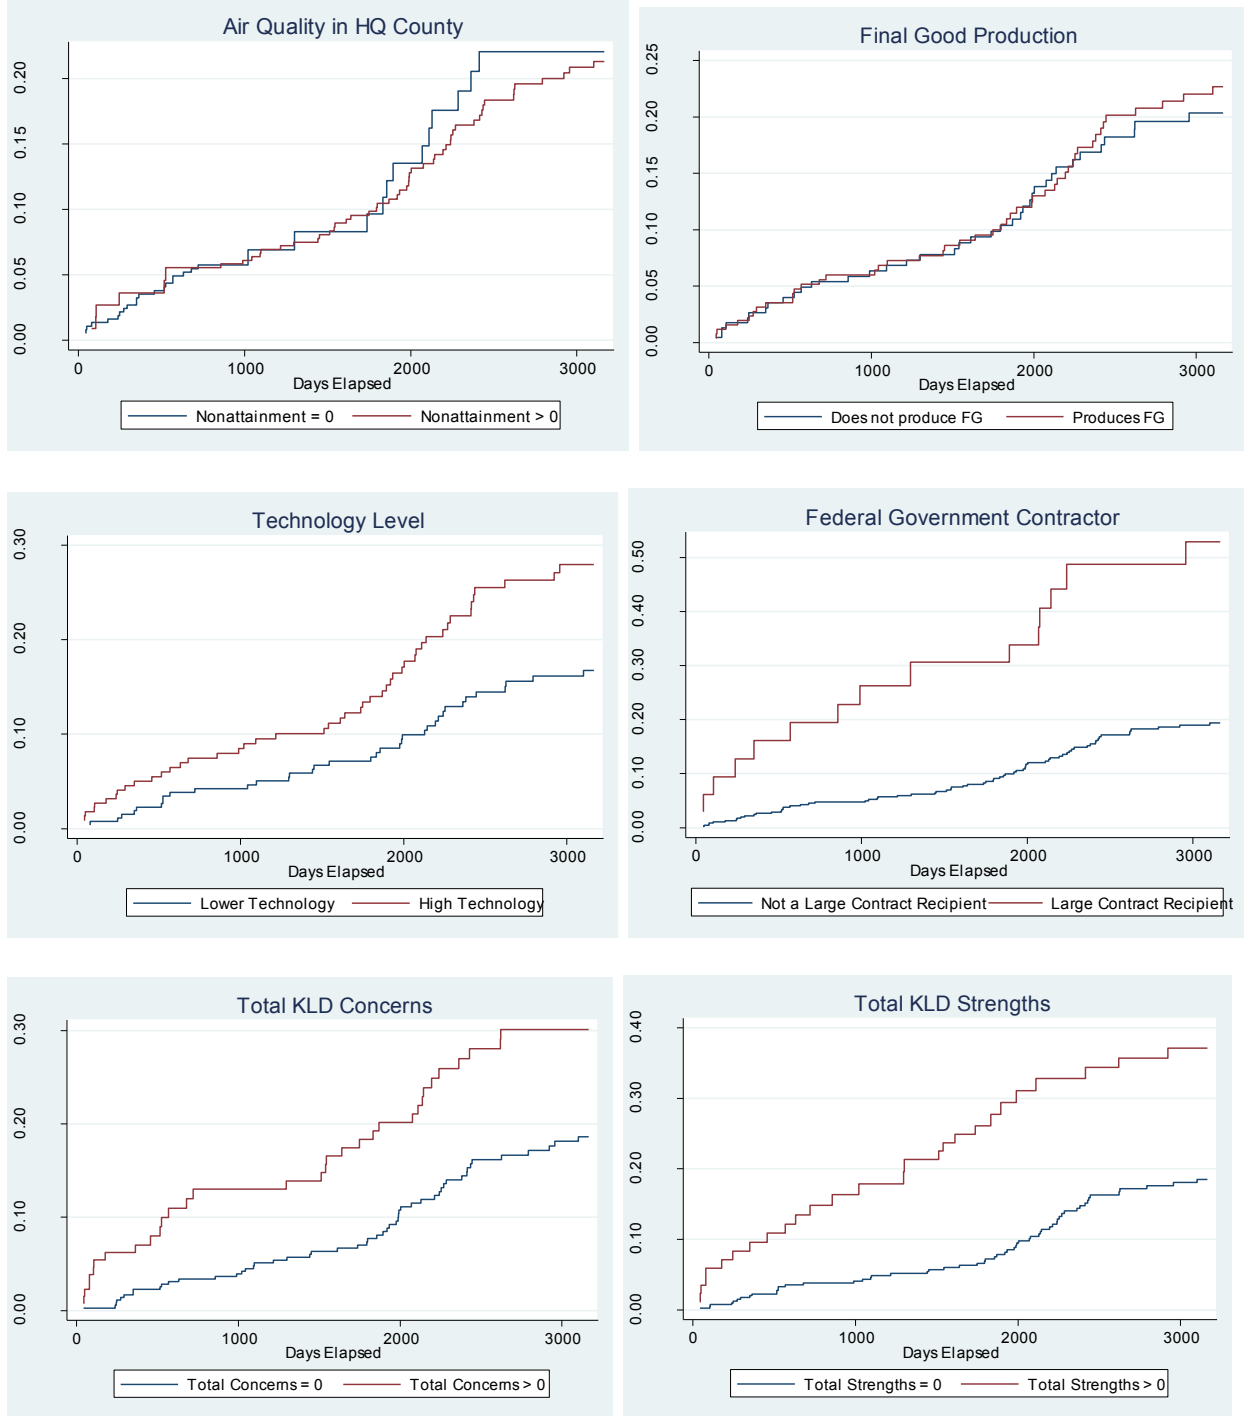 Air Quality in HQ County
0.20
0.15
0.10
0.05
0.00
0 1000 2000 3000
Days Elapsed
Nonattainment = 0 Nonattainment > 0
Final Good Production
0.25
0.20
0.15
0.10
0.05
0.00
0 1000 2000 3000
Days Elapsed
Does not produce FG Produces FG
Technology Level
0.30
0.20
0.10
0.00
0 1000 2000 3000
Days Elapsed
Lower Technology High Technology
Federal Government Contractor
0.50
0.40
0.30
0.20
0.10
0.00
0 1000 2000 3000
Days Elapsed
Not a Large Contract Recipient Large Contract Recipient
Total KLD Concerns
0.30
0.20
0.10
0.00
0 1000 2000 3000
Days Elapsed
Total Concerns = 0 Total Concerns > 0
Total KLD Strengths
0.40
0.30
0.20
0.10
0.00
0 1000 2000 3000
Days Elapsed
Total Strengths = 0 Total Strengths > 0